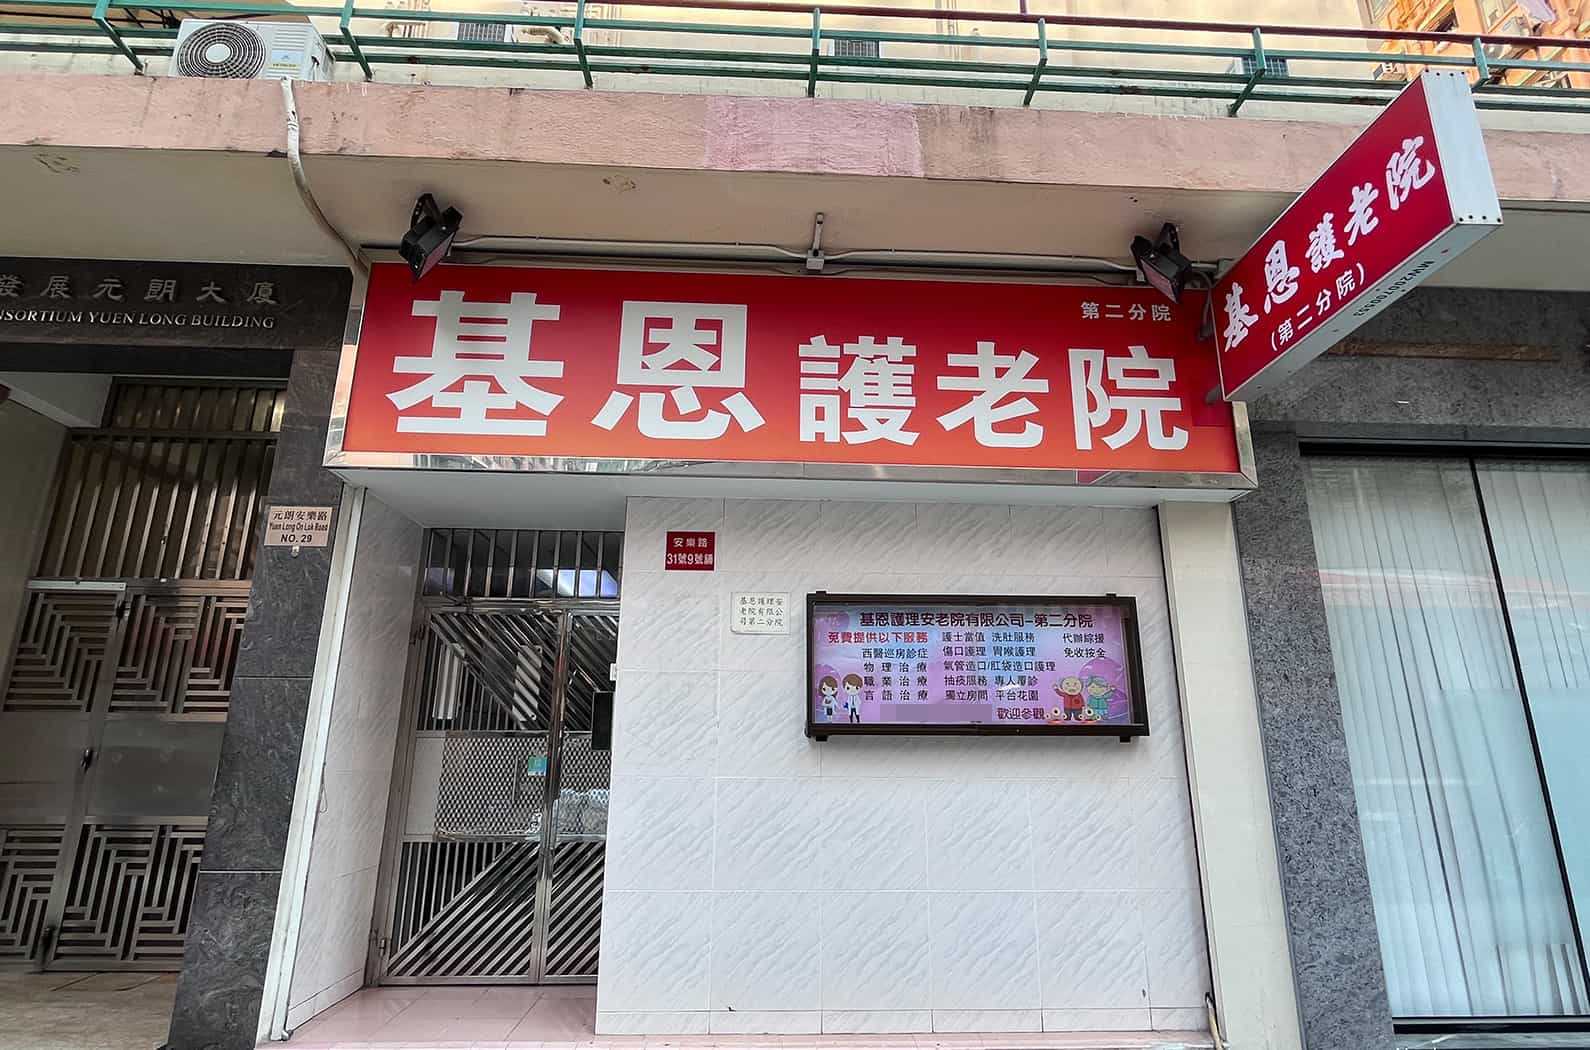 發展元朗大廈
NSORTIUM YUEN LONG BUILDING
元朗安樂路
Yuen Long On Lok Road
NO. 29
第二分院
基恩護老院
基恩護老院
(第二分院)
安樂路
31號9號舖
基恩護理安
老院有限公
司第二分院
基恩護理安老院有限公司-第二分院
免費提供以下服務 護士當值 洗肚服務 代辦綜援
西醫巡房診症 傷口護理 胃喉護理 免收按金
物理治療 氣管造口/肛袋造口護理
職業治療 抽痰服務 專人覆診
言語治療 獨立房間 平台花園
歡迎參觀